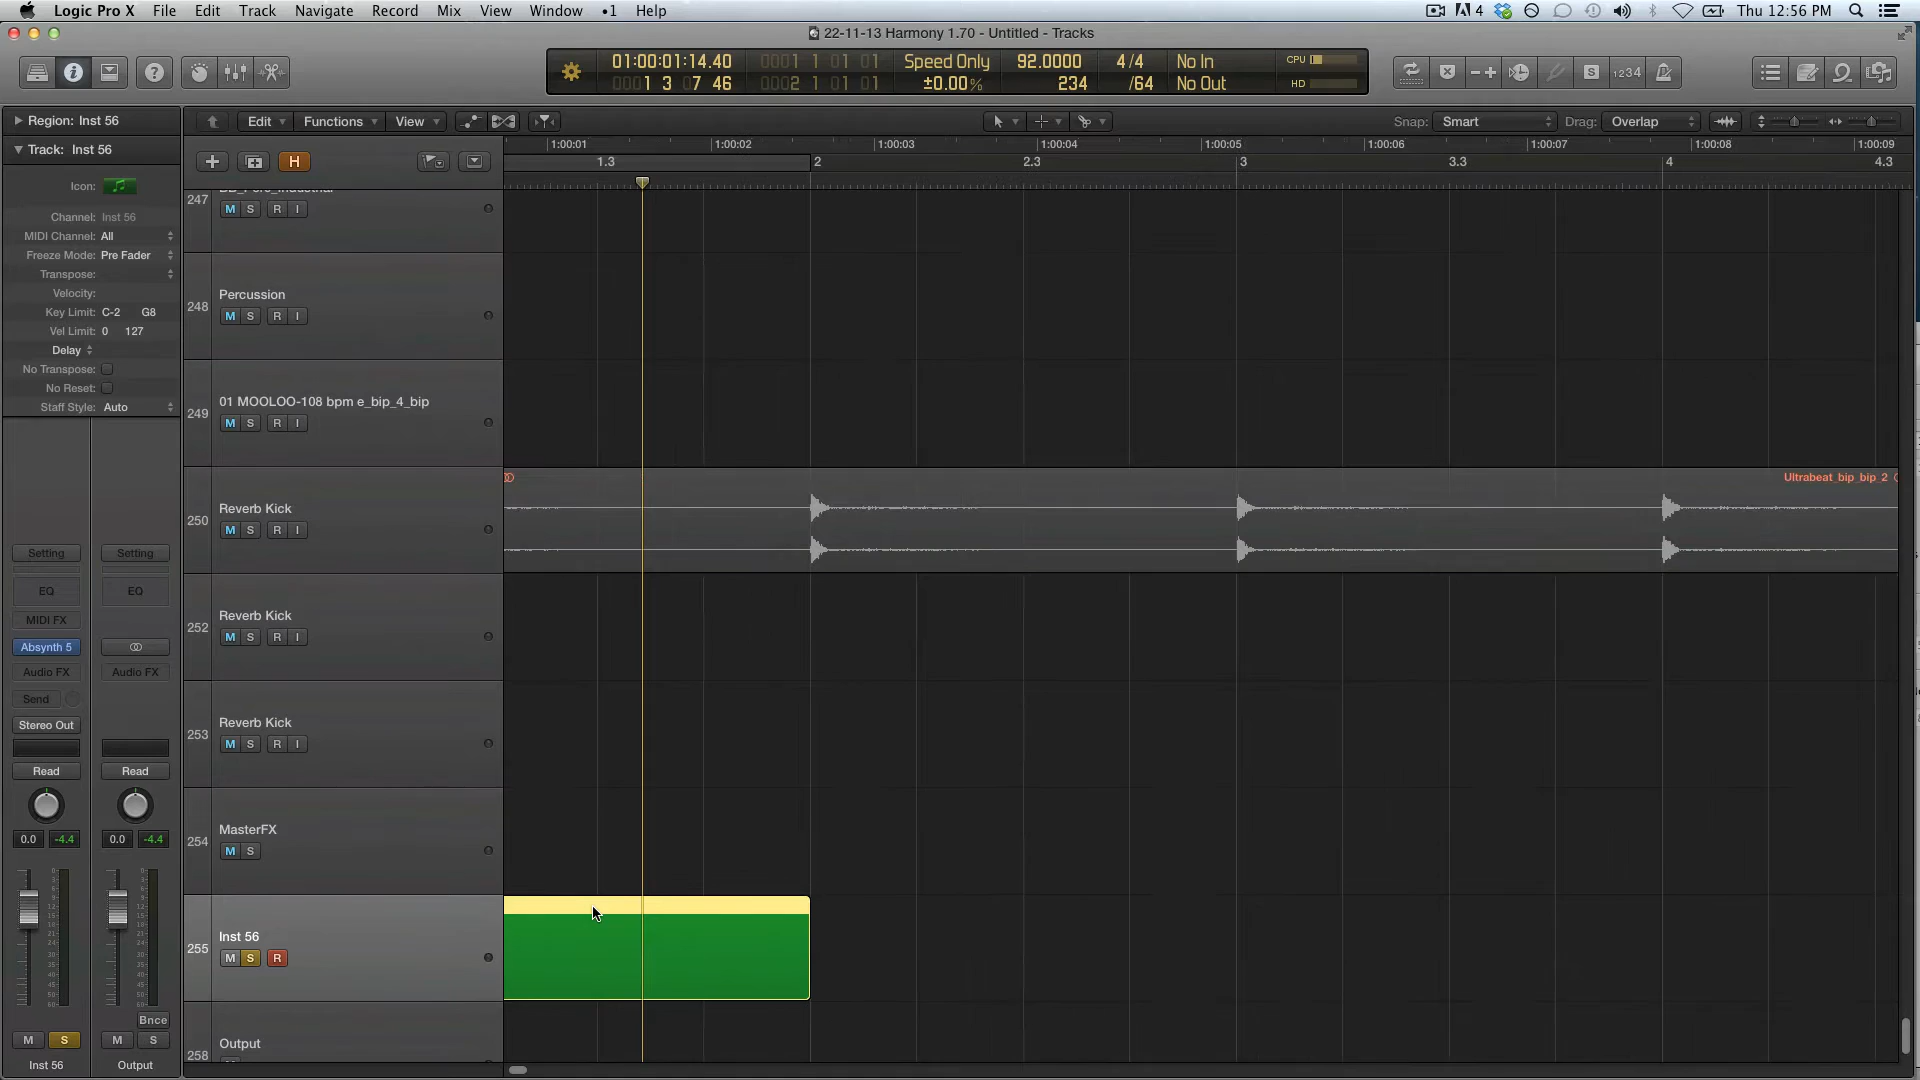 Logic Pro X File Edit Track Navigate Record Mix View Window •1 Help 4 Thu 12:56 PM
22-11-13 Harmony 1.70 - Untitled - Tracks
01:00:01:14.40 0001 1 01 01 Speed Only 92.0000 4/4 No In CPU
0001 3 07 46 0002 1 01 01 ±0.00% 234 /64 No Out HD
1234
Region: Inst 56 Edit Functions View Snap: Smart Drag: Overlap
Track: Inst 56
1:00:01 1:00:02 1:00:03 1:00:04 1:00:05 1:00:06 1:00:07 1:00:08 1:00:09
H 1.3 2 2.3 3 3.3 4 4.3
Icon:
Channel: Inst 56
MIDI Channel: All
Freeze Mode: Pre Fader
Transpose:
Velocity:
Key Limit: C-2 G8
Vel Limit: 0 127
Delay
No Transpose:
No Reset:
Staff Style: Auto
247
M S R I
248 Percussion
M S R I
249 01 MOOLOO-108 bpm e_bip_4_bip
M S R I
Ultrabeat_bip_bip_2
250 Reverb Kick
M S R I
252 Reverb Kick
M S R I
253 Reverb Kick
M S R I
254 MasterFX
M S
255 Inst 56
M S R
258 Output
Setting Setting
EQ EQ
MIDI FX
Absynth 5
Audio FX Audio FX
Send
Stereo Out
Read Read
0.0 -4.4 0.0 -4.4
Bnce
M S M S
Inst 56 Output